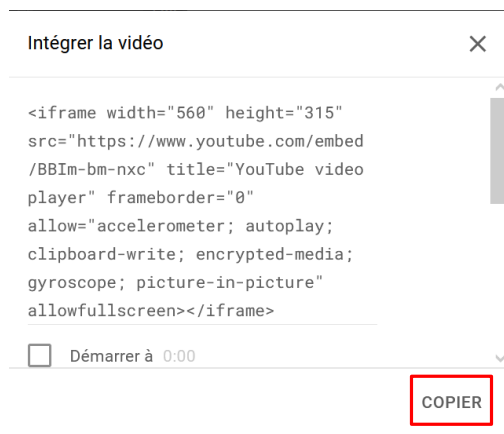 Intégrer la vidéo
<iframe width="560" height="315"
src="https://www.youtube.com/embed
/BBIm-bm-nxc" title="YouTube video
player" frameborder="0"
allow="accelerometer; autoplay;
clipboard-write; encrypted-media;
gyroscope; picture-in-picture"
allowfullscreen></iframe>
Démarrer à 0:00
COPIER